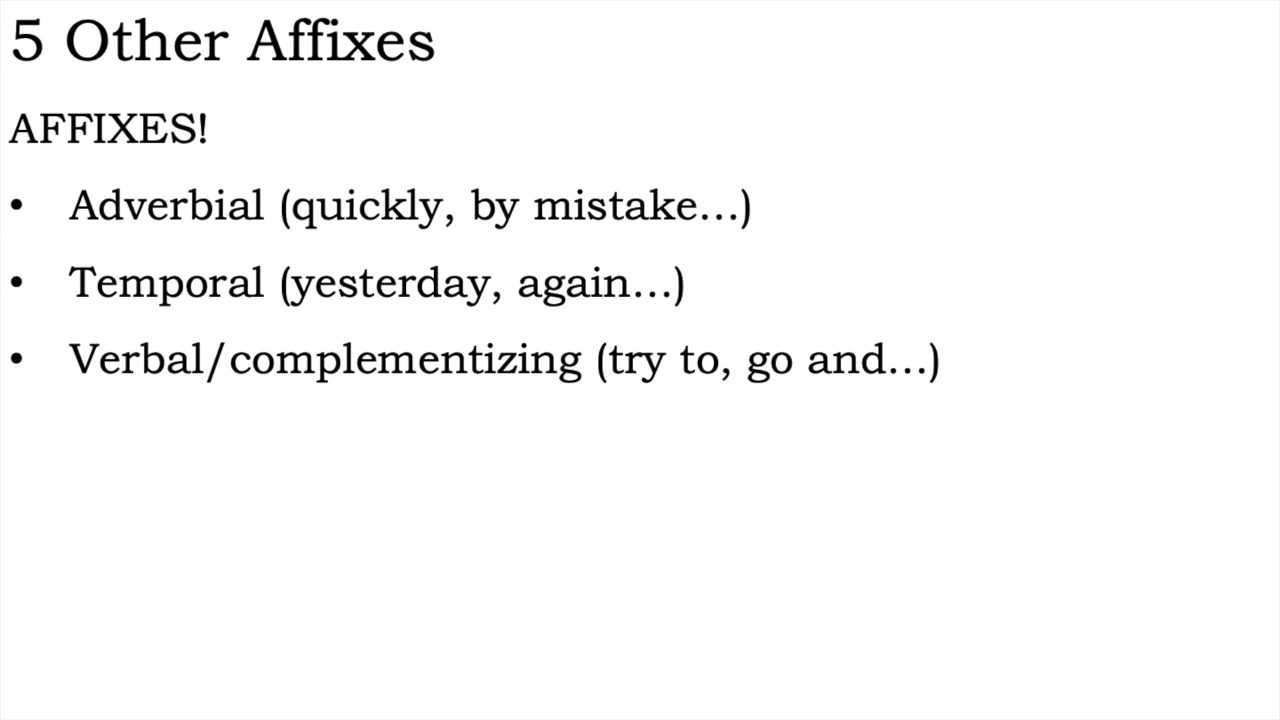 5 Other Affixes
AFFIXES!
• Adverbial (quickly, by mistake…)
• Temporal (yesterday, again…)
• Verbal/complementizing (try to, go and…)